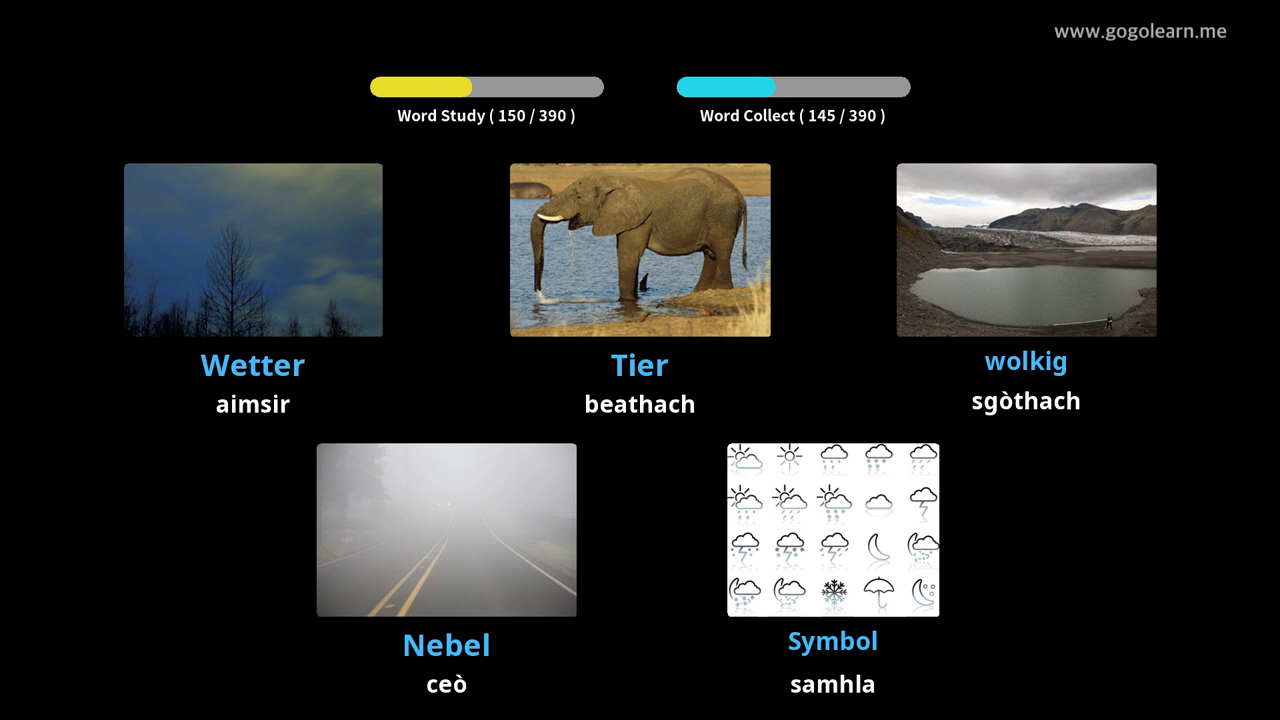 www.gogolearn.me
Word Study ( 150 / 390 )
Word Collect ( 145 / 390 )
Wetter
aimsir
Tier
beathach
wolkig
sgòthach
Nebel
ceò
Symbol
samhla